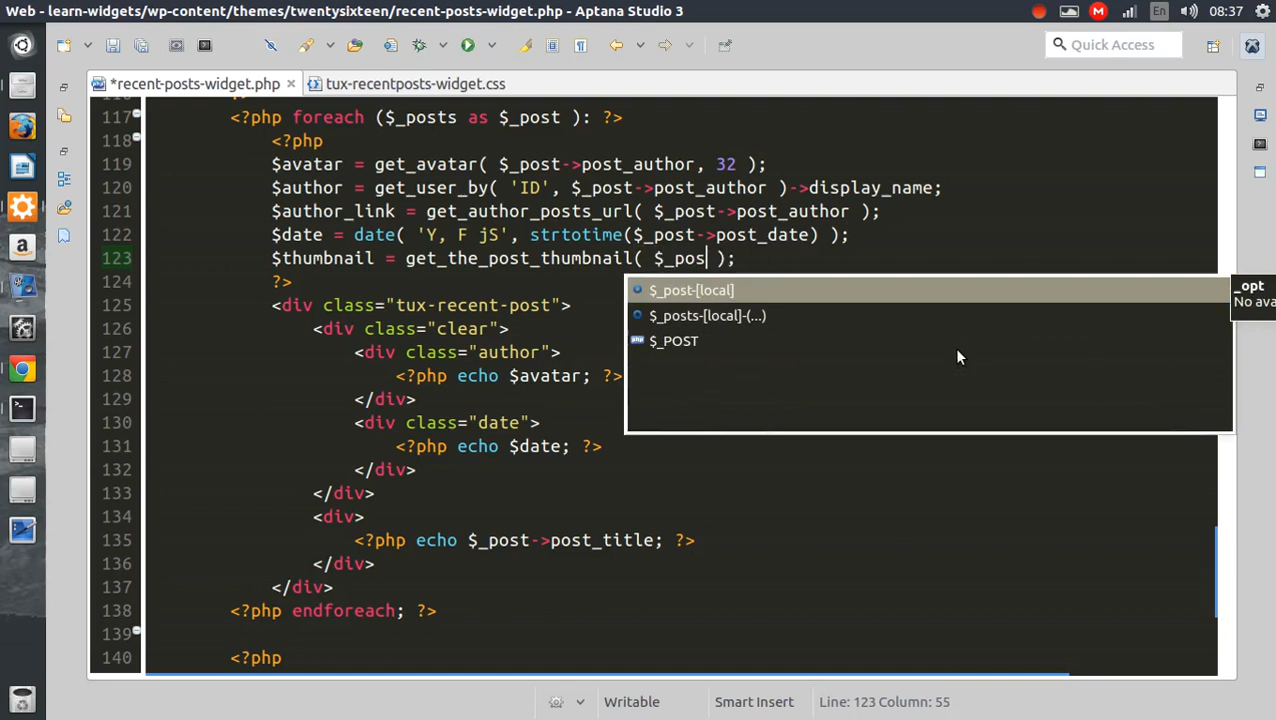 Web - learn-widgets/wp-content/themes/twentysixteen/recent-posts-widget.php - Aptana Studio 3
En
08:37
Quick Access
*recent-posts-widget.php
tux-recentposts-widget.css
117 <?php foreach ($_posts as $_post ): ?>
118 <?php
119 $avatar = get_avatar( $_post->post_author, 32 );
120 $author = get_user_by( 'ID', $_post->post_author )->display_name;
121 $author_link = get_author_posts_url( $_post->post_author );
122 $date = date( 'Y, F jS', strtotime($_post->post_date) );
123 $thumbnail = get_the_post_thumbnail( $_pos );
124 ?>
125 <div class="tux-recent-post">
126 <div class="clear">
127 <div class="author">
128 <?php echo $avatar; ?>
129 </div>
130 <div class="date">
131 <?php echo $date; ?>
132 </div>
133 </div>
134 <div>
135 <?php echo $_post->post_title; ?>
136 </div>
137 </div>
138 <?php endforeach; ?>
139
140 <?php
$_post-[local]
$_posts-[local]-(...)
$_POST
_opt
No ava
Writable
Smart Insert
Line: 123 Column: 55